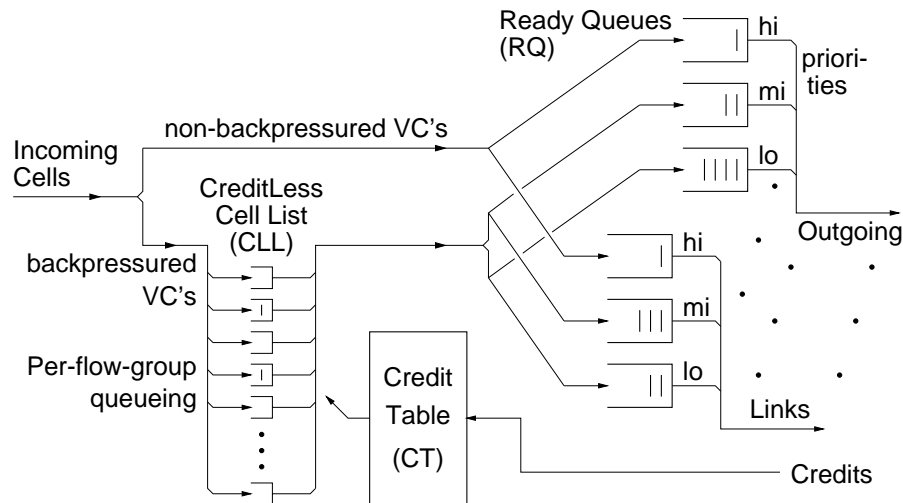 Ready Queues
(RQ)
hi
priori-
ties
mi
non-backpressured VC's
lo
Incoming
Cells
CreditLess
Cell List
(CLL)
Outgoing
hi
backpressured
VC's
mi
Per-flow-group
queueing
Credit
Table
(CT)
lo
Links
Credits